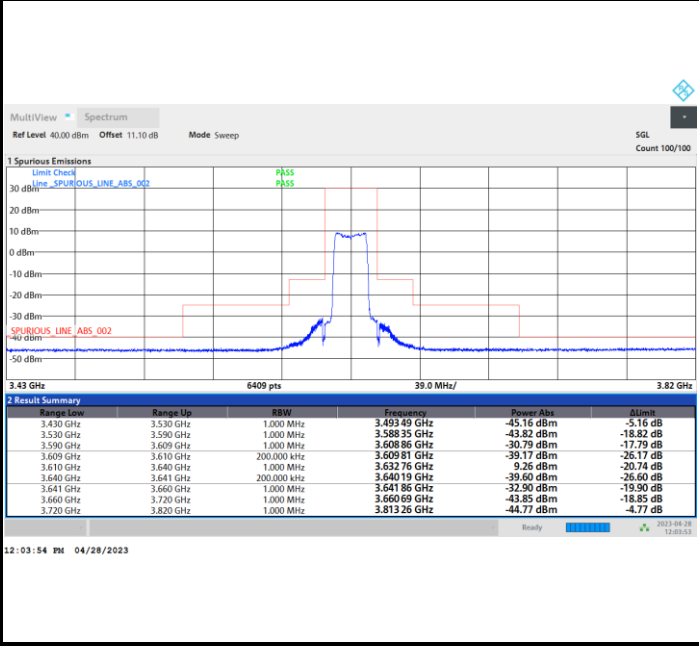 MultiView Spectrum
Ref Level 40.00 dBm Offset 11.10 dB Mode Sweep SGL
Count 100/100
1 Spurious Emissions
Limit Check PASS
Line _SPURIOUS_LINE_ABS_002 PASS
30 dBm
20 dBm
10 dBm
0 dBm
-10 dBm
-20 dBm
-30 dBm
_SPURIOUS_LINE_ABS_002
-40 dBm
-50 dBm
3.43 GHz 6409 pts 39.0 MHz/ 3.82 GHz
2 Result Summary
Range Low Range Up RBW Frequency Power Abs ΔLimit
3.430 GHz 3.530 GHz 1.000 MHz 3.493 49 GHz -45.16 dBm -5.16 dB
3.530 GHz 3.590 GHz 1.000 MHz 3.588 35 GHz -43.82 dBm -18.82 dB
3.590 GHz 3.609 GHz 1.000 MHz 3.608 86 GHz -30.79 dBm -17.79 dB
3.609 GHz 3.610 GHz 200.000 kHz 3.609 81 GHz -39.17 dBm -26.17 dB
3.610 GHz 3.640 GHz 1.000 MHz 3.632 76 GHz 9.26 dBm -20.74 dB
3.640 GHz 3.641 GHz 200.000 kHz 3.640 19 GHz -39.60 dBm -26.60 dB
3.641 GHz 3.660 GHz 1.000 MHz 3.641 86 GHz -32.90 dBm -19.90 dB
3.660 GHz 3.720 GHz 1.000 MHz 3.660 69 GHz -43.85 dBm -18.85 dB
3.720 GHz 3.820 GHz 1.000 MHz 3.813 26 GHz -44.77 dBm -4.77 dB
Ready 2023-04-28
12:03:53
12:03:54 PM 04/28/2023